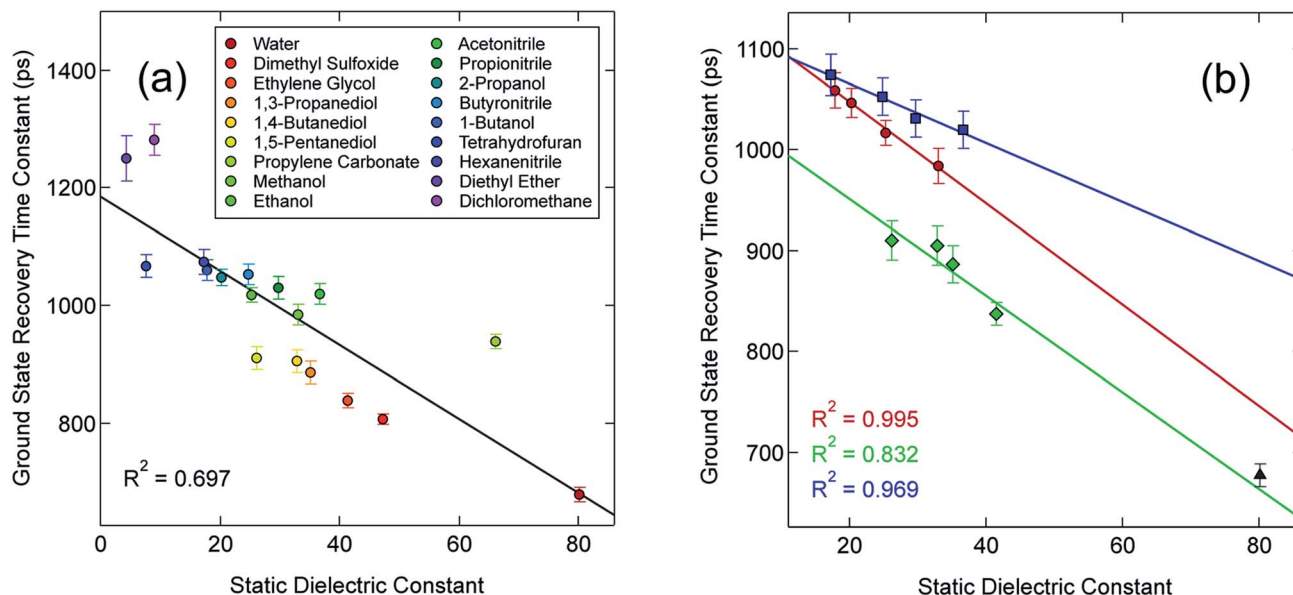 (a)
Water
Dimethyl Sulfoxide
Ethylene Glycol
1,3-Propanediol
1,4-Butanediol
1,5-Pentanediol
Propylene Carbonate
Methanol
Ethanol
Acetonitrile
Propionitrile
2-Propanol
Butyronitrile
1-Butanol
Tetrahydrofuran
Hexanenitrile
Diethyl Ether
Dichloromethane
Ground State Recovery Time Constant (ps)
1400
1200
1000
800
R² = 0.697
0 20 40 60 80
Static Dielectric Constant
(b)
Ground State Recovery Time Constant (ps)
1100
1000
900
800
700
R² = 0.995
R² = 0.832
R² = 0.969
20 40 60 80
Static Dielectric Constant